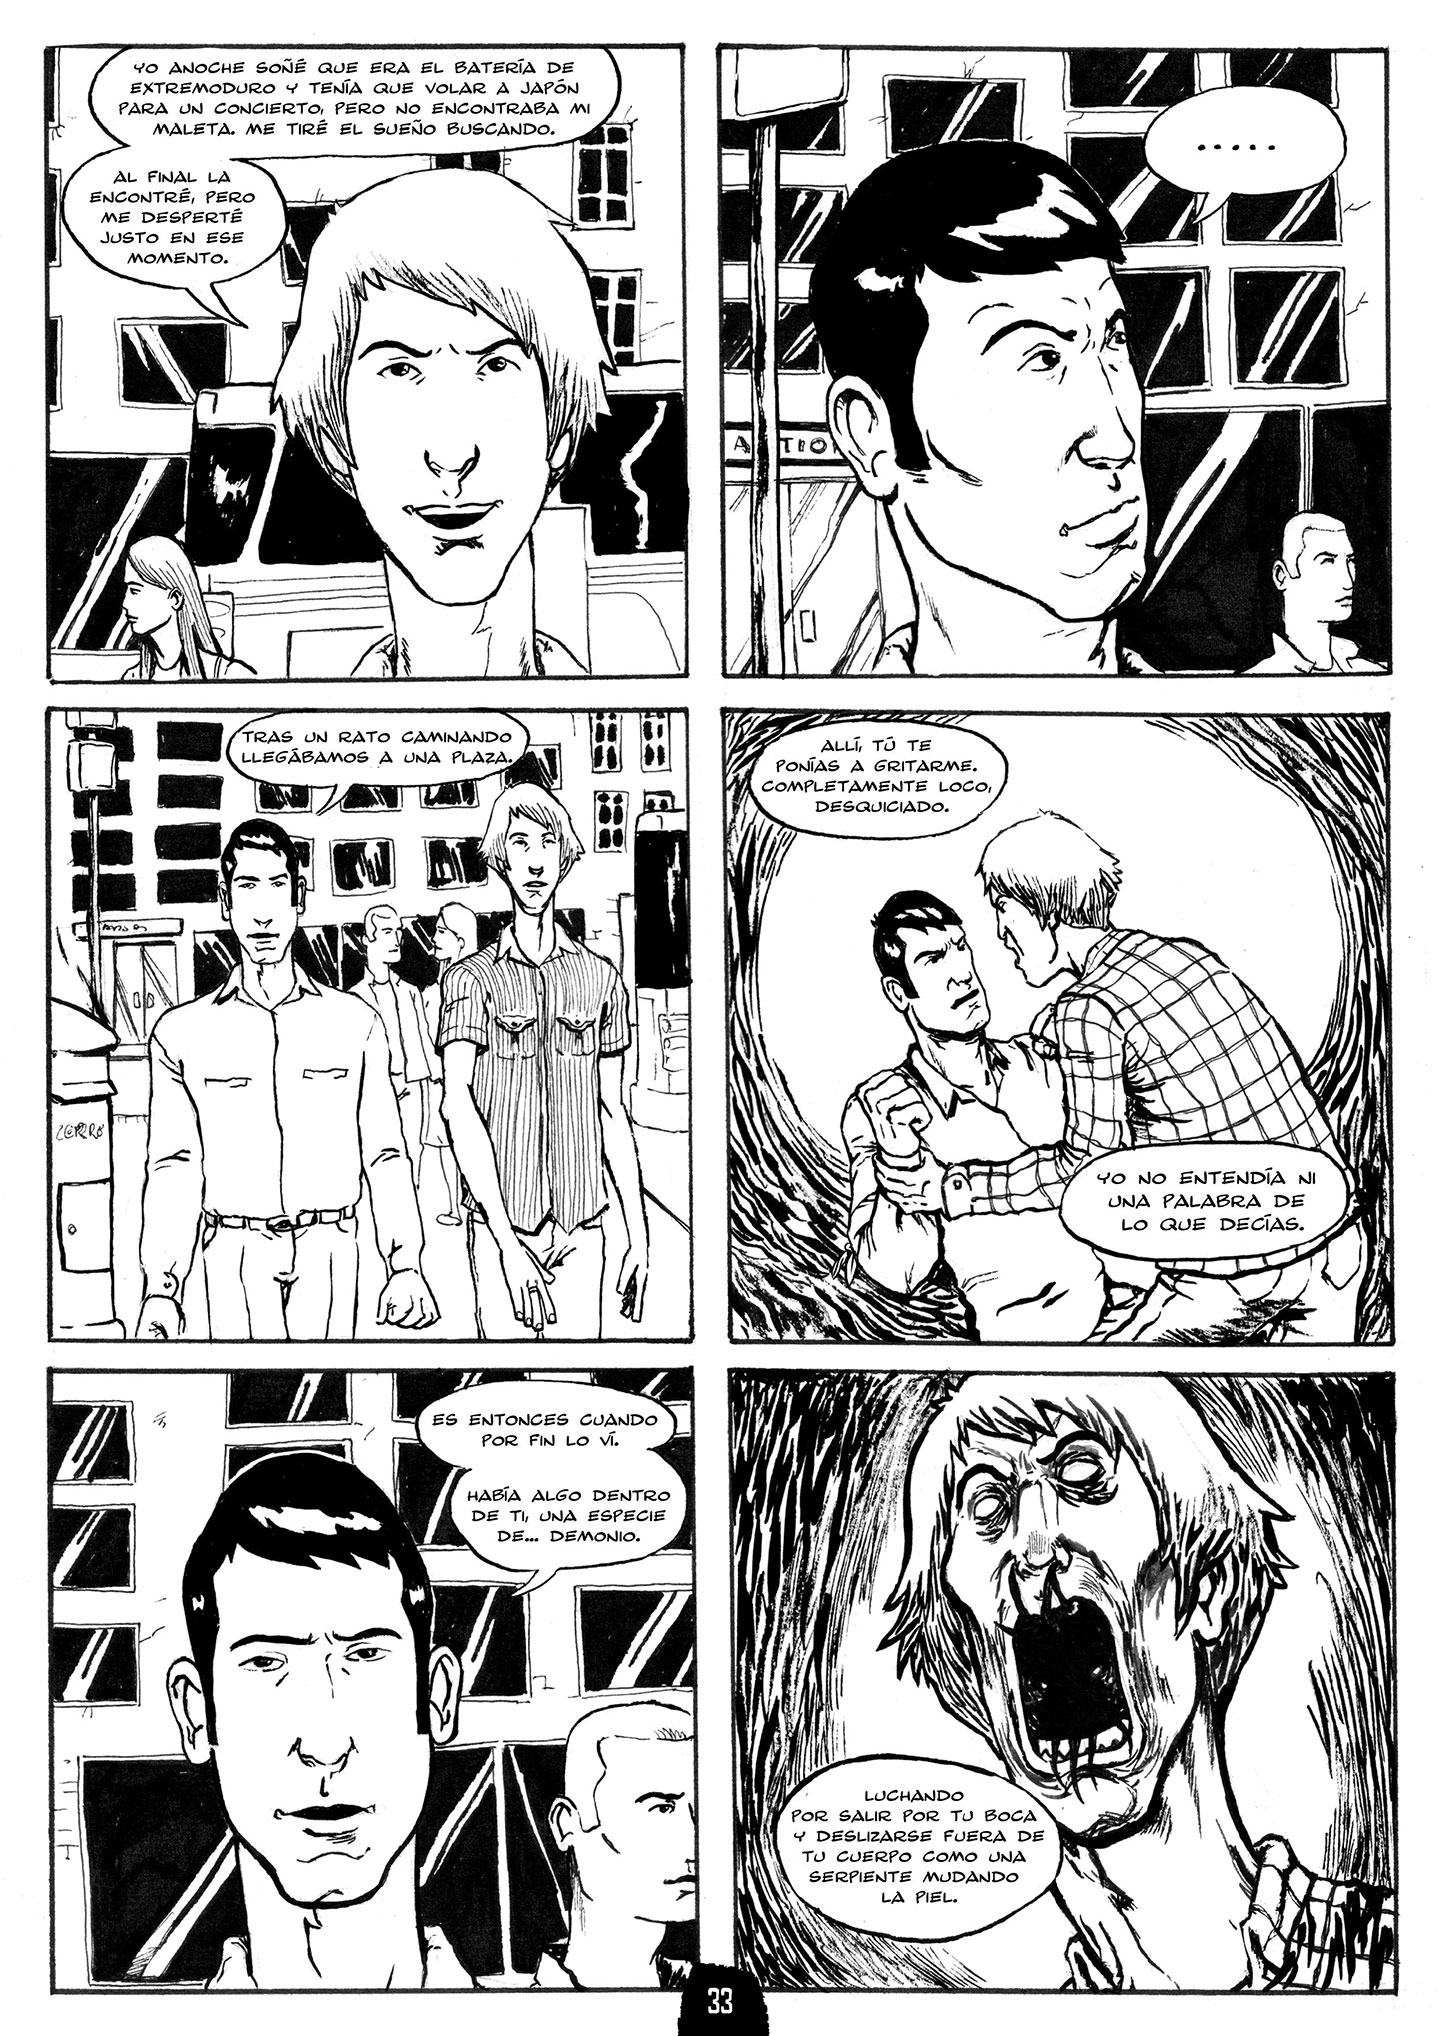 YO ANOCHE SOÑÉ QUE ERA EL BATERÍA DE
EXTREMODURO Y TENÍA QUE VOLAR A JAPÓN
PARA UN CONCIERTO, PERO NO ENCONTRABA MI
MALETA. ME TIRÉ EL SUEÑO BUSCANDO.
AL FINAL LA
ENCONTRÉ, PERO
ME DESPERTÉ
JUSTO EN ESE
MOMENTO.
.....
TRAS UN RATO CAMINANDO
LLEGÁBAMOS A UNA PLAZA.
ALLÍ, TÚ TE
PONÍAS A GRITARME.
COMPLETAMENTE LOCO,
DESQUICIADO.
YO NO ENTENDÍA NI
UNA PALABRA DE
LO QUE DECÍAS.
ES ENTONCES CUANDO
POR FIN LO VÍ.
HABÍA ALGO DENTRO
DE TI, UNA ESPECIE
DE... DEMONIO.
LUCHANDO
POR SALIR POR TU BOCA
Y DESLIZARSE FUERA DE
TU CUERPO COMO UNA
SERPIENTE MUDANDO
LA PIEL.
33